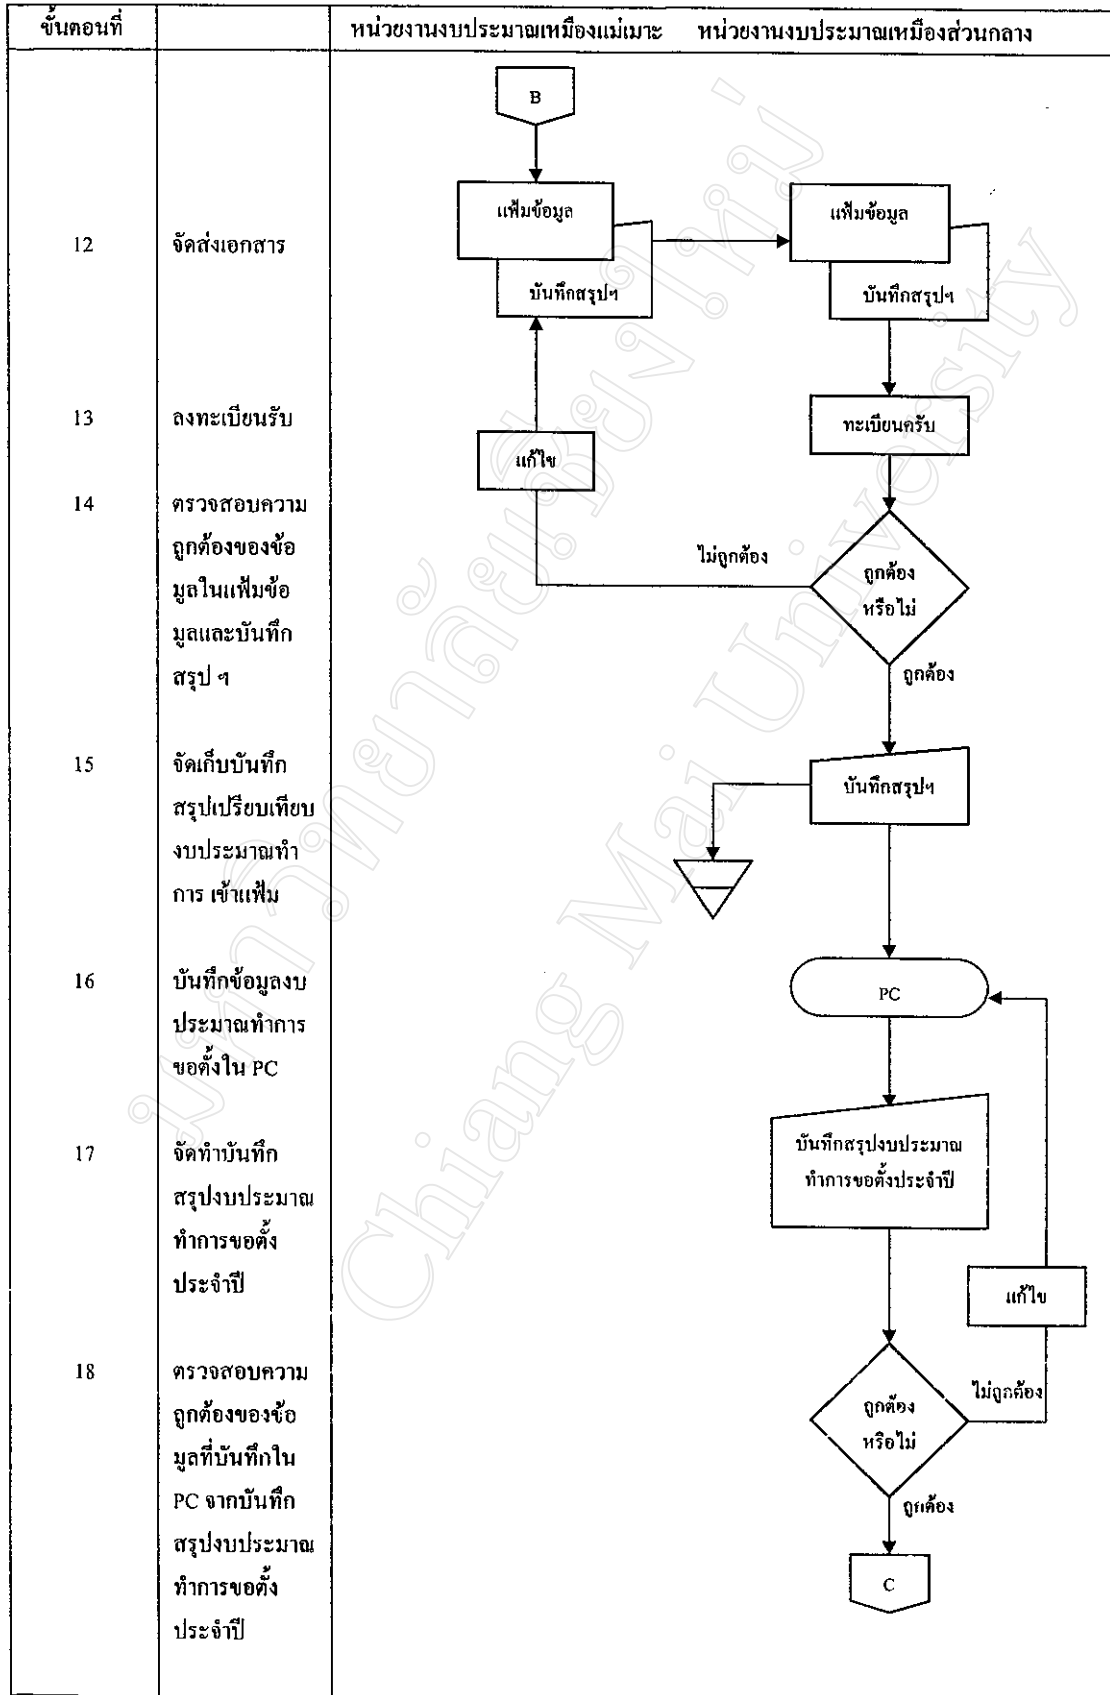 ขั้นตอนที่ หน่วยงานงบประมาณเหมืองแม่เมาะ หน่วยงานงบประมาณเหมืองส่วนกลาง
B
แฟ้มข้อมูล แฟ้มข้อมูล
12 จัดส่งเอกสาร
บันทึกสรุปฯ บันทึกสรุปฯ
13 ลงทะเบียนรับ ทะเบียนครับ
แก้ไข
14 ตรวจสอบความ
ถูกต้องของข้อ
มูลในแฟ้มข้อ
มูลและบันทึก
สรุป ฯ
ไม่ถูกต้อง
ถูกต้อง
หรือไม่
ถูกต้อง
15 จัดเก็บบันทึก
สรุปเปรียบเทียบ
งบประมาณทำ
การ เข้าแฟ้ม
บันทึกสรุปฯ
16 บันทึกข้อมูลงบ
ประมาณทำการ
ขอตั้งใน PC
PC
17 จัดทำบันทึก
สรุปงบประมาณ
ทำการขอตั้ง
ประจำปี
บันทึกสรุปงบประมาณ
ทำการขอตั้งประจำปี
แก้ไข
18 ตรวจสอบความ
ถูกต้องของข้อ
มูลที่บันทึกใน
PC จากบันทึก
สรุปงบประมาณ
ทำการขอตั้ง
ประจำปี
ถูกต้อง
หรือไม่
ไม่ถูกต้อง
ถูกต้อง
C
มหาวิทยาลัยเชียงใหม่
Chiang Mai University